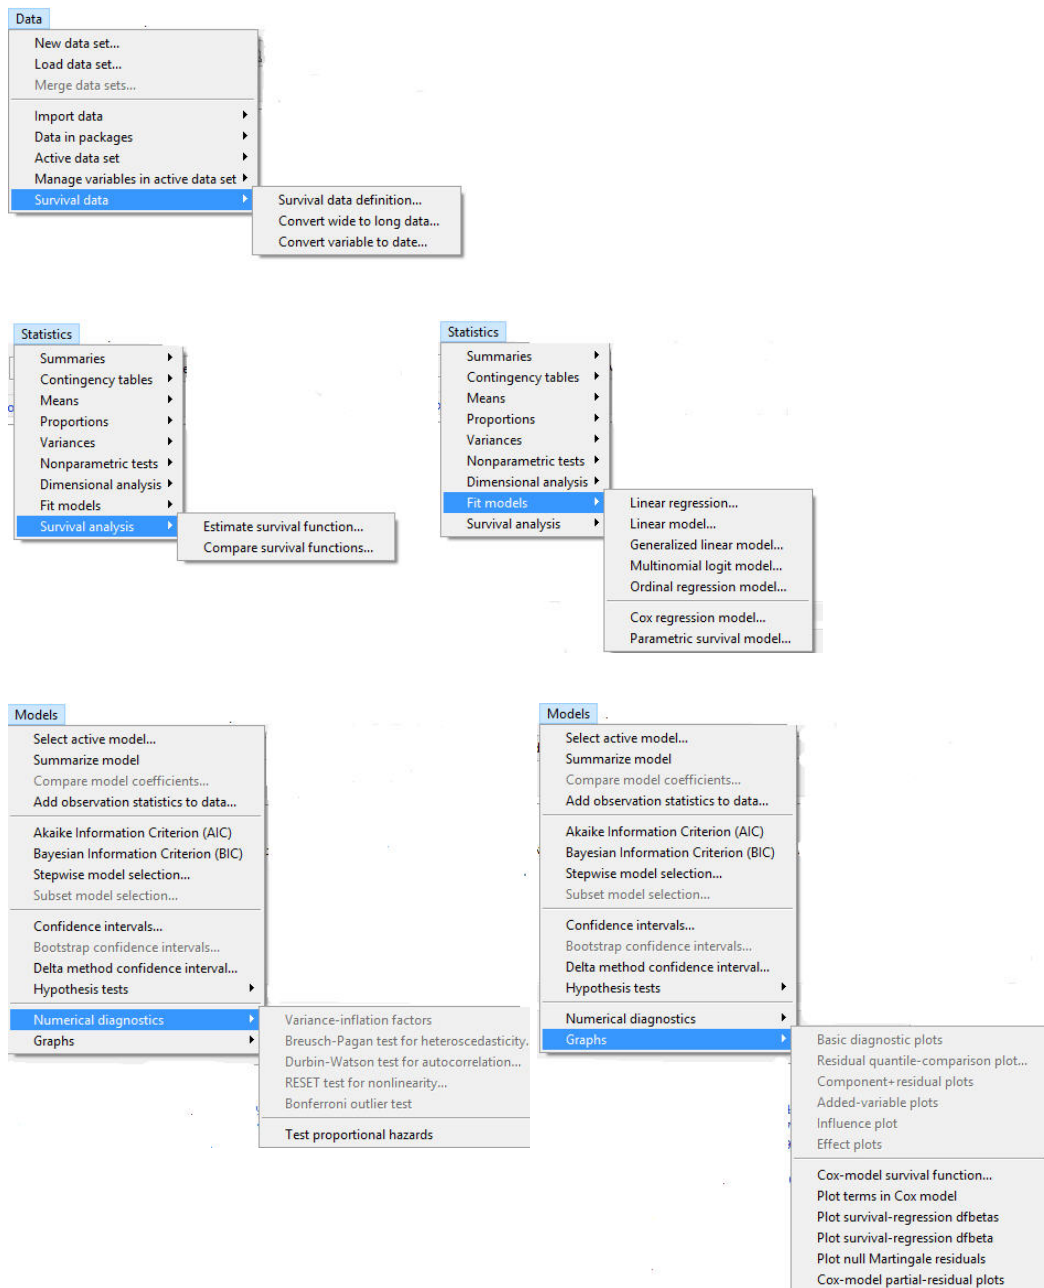 Data
New data set...
Load data set...
Merge data sets...
Import data
Data in packages
Active data set
Manage variables in active data set
Survival data
Survival data definition...
Convert wide to long data...
Convert variable to date...
Statistics
Summaries
Contingency tables
Means
Proportions
Variances
Nonparametric tests
Dimensional analysis
Fit models
Survival analysis
Estimate survival function...
Compare survival functions...
Statistics
Summaries
Contingency tables
Means
Proportions
Variances
Nonparametric tests
Dimensional analysis
Fit models
Survival analysis
Linear regression...
Linear model...
Generalized linear model...
Multinomial logit model...
Ordinal regression model...
Cox regression model...
Parametric survival model...
Models
Select active model...
Summarize model
Compare model coefficients...
Add observation statistics to data...
Akaike Information Criterion (AIC)
Bayesian Information Criterion (BIC)
Stepwise model selection...
Subset model selection...
Confidence intervals...
Bootstrap confidence intervals...
Delta method confidence interval...
Hypothesis tests
Numerical diagnostics
Graphs
Variance-inflation factors
Breusch-Pagan test for heteroscedasticity.
Durbin-Watson test for autocorrelation...
RESET test for nonlinearity...
Bonferroni outlier test
Test proportional hazards
Models
Select active model...
Summarize model
Compare model coefficients...
Add observation statistics to data...
Akaike Information Criterion (AIC)
Bayesian Information Criterion (BIC)
Stepwise model selection...
Subset model selection...
Confidence intervals...
Bootstrap confidence intervals...
Delta method confidence interval...
Hypothesis tests
Numerical diagnostics
Graphs
Basic diagnostic plots
Residual quantile-comparison plot...
Component+residual plots
Added-variable plots
Influence plot
Effect plots
Cox-model survival function...
Plot terms in Cox model
Plot survival-regression dfbetas
Plot survival-regression dfbeta
Plot null Martingale residuals
Cox-model partial-residual plots